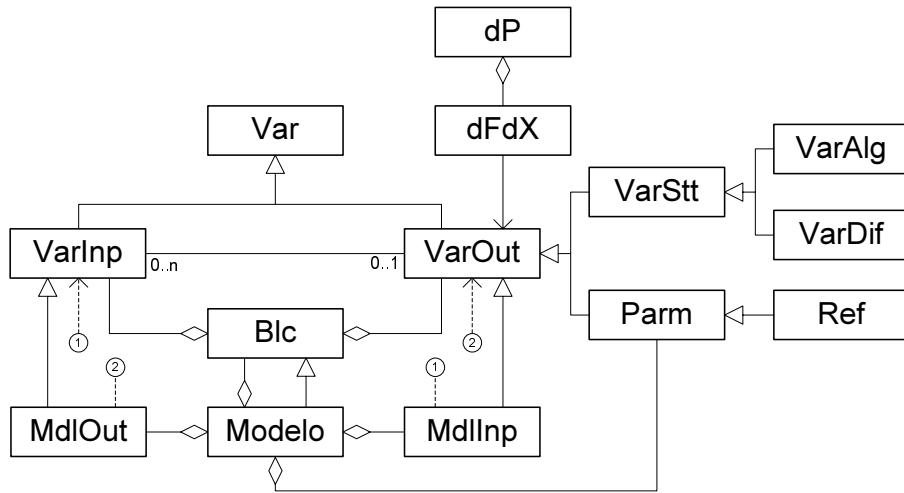 dP
Var
dFdX
VarAlg
VarStt
VarInp
VarOut
VarDif
0..n
0..1
Blc
Parm
Ref
1
2
2
1
MdlOut
Modelo
MdlInp